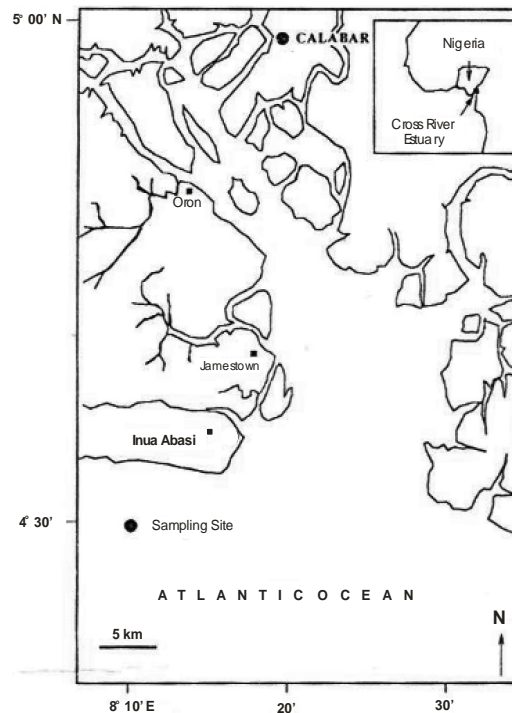 5° 00' N
CALABAR
Nigeria
Cross River
Estuary
Oron
Jamestown
Inua Abasi
4° 30'
Sampling Site
ATLANTICOCEAN
5 km
N
8° 10' E
20'
30'